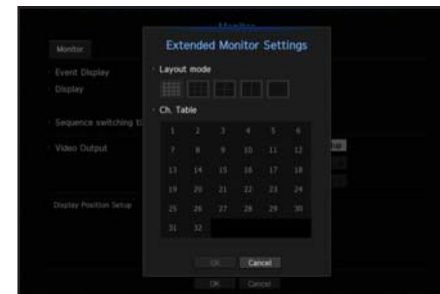 Monitor
Monitor
Extended Monitor Settings
Event Display
Display
Layout mode
Ch. Table
Sequence switching ti
Video Output
1 2 3 4 5 6
7 8 9 10 11 12
13 14 15 16 17 18
19 20 21 22 23 24
25 26 27 28 29 30
31 32
Display Position Setup
OK Cancel
OK Cancel